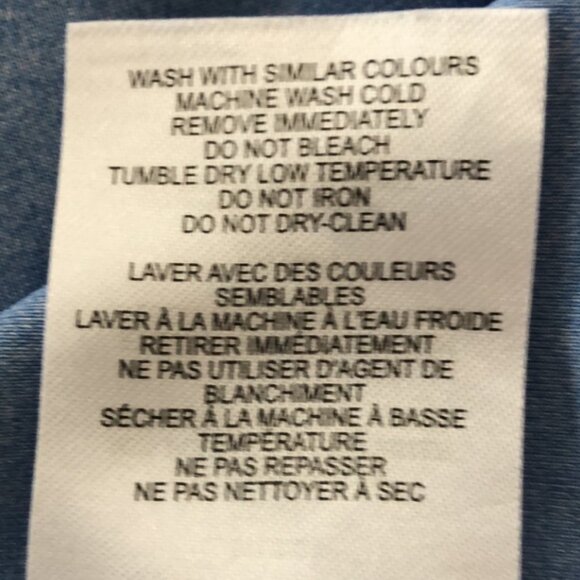 WASH WITH SIMILAR COLOURS
MACHINE WASH COLD
REMOVE IMMEDIATELY
DO NOT BLEACH
TUMBLE DRY LOW TEMPERATURE
DO NOT IRON
DO NOT DRY-CLEAN
LAVER AVEC DES COULEURS
SEMBLABLES
LAVER À LA MACHINE À L'EAU FROIDE
RETIRER IMMÉDIATEMENT
NE PAS UTILISER D'AGENT DE
BLANCHIMENT
SÉCHER À LA MACHINE À BASSE
TEMPÉRATURE
NE PAS REPASSER
NE PAS NETTOYER À SEC